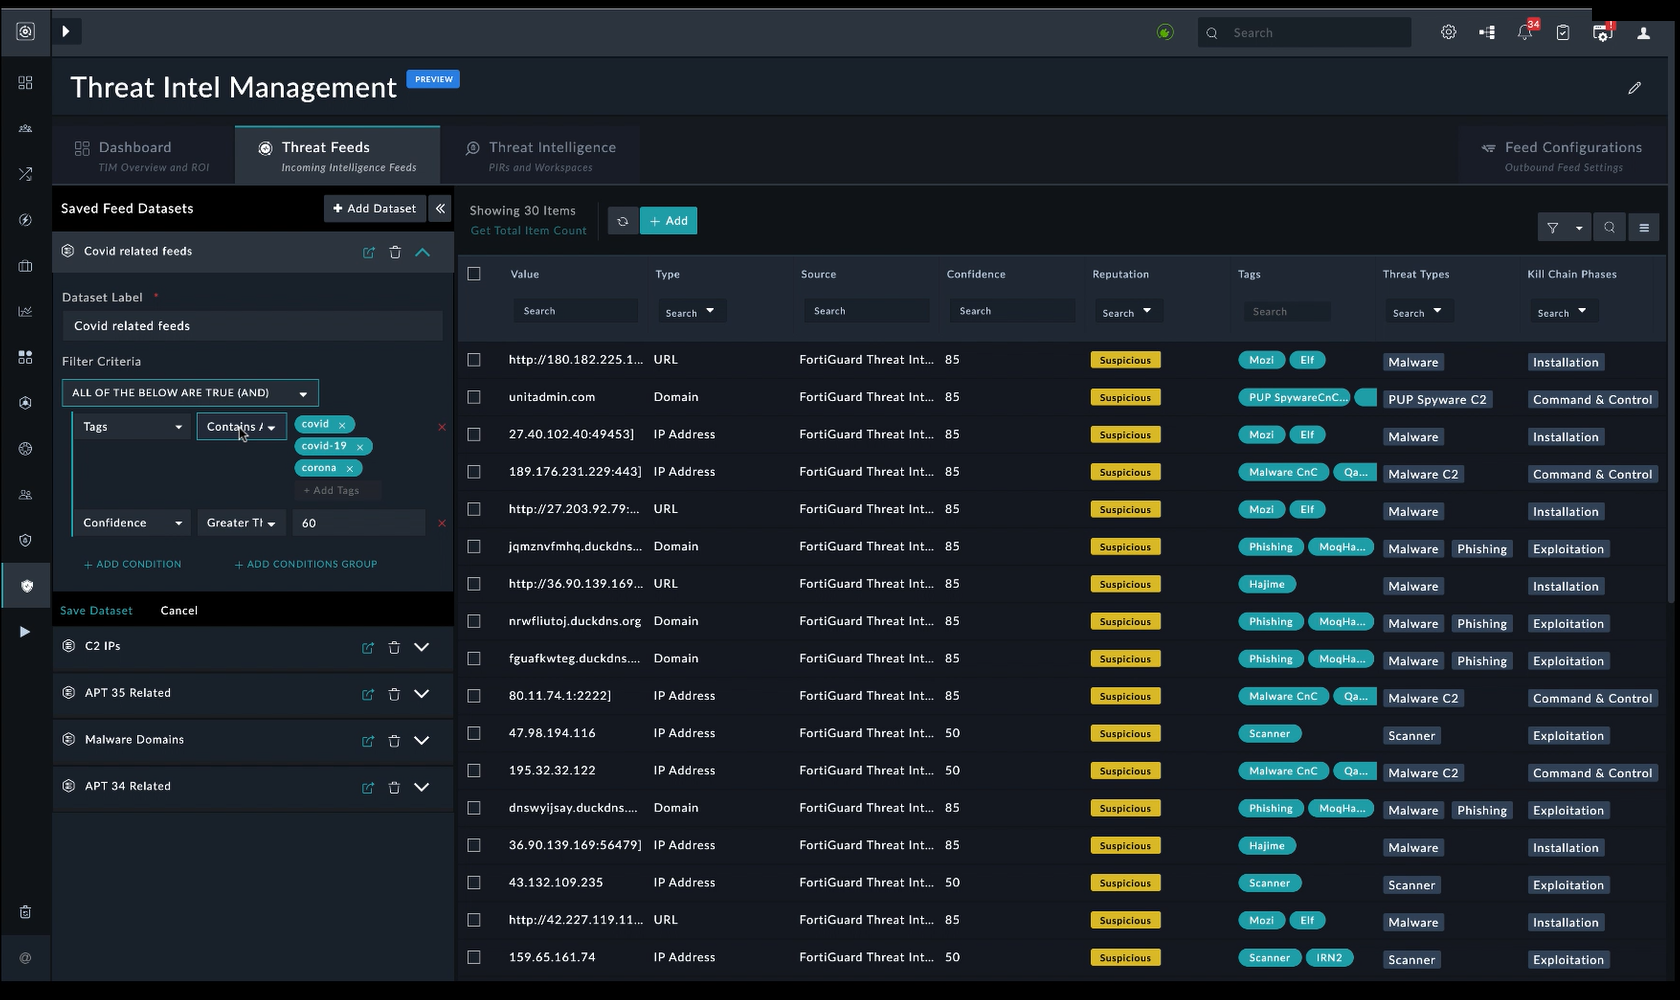 34
Search
Threat Intel Management PREVIEW
Dashboard
TIM Overview and ROI
Threat Feeds
Incoming Intelligence Feeds
Threat Intelligence
PIRs and Workspaces
Feed Configurations
Outbound Feed Settings
Saved Feed Datasets + Add Dataset
Covid related feeds
Dataset Label *
Covid related feeds
Filter Criteria
ALL OF THE BELOW ARE TRUE (AND)
Tags Contains A covid ×
covid-19 ×
corona ×
+ Add Tags
Confidence Greater Th 60
+ ADD CONDITION + ADD CONDITIONS GROUP
Save Dataset Cancel
C2 IPs
APT 35 Related
Malware Domains
APT 34 Related
Showing 30 Items
Get Total Item Count
+ Add
Value Type Source Confidence Reputation Tags Threat Types Kill Chain Phases
Search Search Search Search Search Search Search Search
http://180.182.225.1... URL FortiGuard Threat Int... 85 Suspicious Mozi Elf Malware Installation
unitadmin.com Domain FortiGuard Threat Int... 85 Suspicious PUP SpywareCnC... PUP Spyware C2 Command & Control
27.40.102.40:49453] IP Address FortiGuard Threat Int... 85 Suspicious Mozi Elf Malware Installation
189.176.231.229:443] IP Address FortiGuard Threat Int... 85 Suspicious Malware CnC Qa... Malware C2 Command & Control
http://27.203.92.79:... URL FortiGuard Threat Int... 85 Suspicious Mozi Elf Malware Installation
jqmznvfmhq.duckdns... Domain FortiGuard Threat Int... 85 Suspicious Phishing MoqHa... Malware Phishing Exploitation
http://36.90.139.169... URL FortiGuard Threat Int... 85 Suspicious Hajime Malware Installation
nrwfliutoj.duckdns.org Domain FortiGuard Threat Int... 85 Suspicious Phishing MoqHa... Malware Phishing Exploitation
fguafkwteg.duckdns.... Domain FortiGuard Threat Int... 85 Suspicious Phishing MoqHa... Malware Phishing Exploitation
80.11.74.1:2222] IP Address FortiGuard Threat Int... 85 Suspicious Malware CnC Qa... Malware C2 Command & Control
47.98.194.116 IP Address FortiGuard Threat Int... 50 Suspicious Scanner Scanner Exploitation
195.32.32.122 IP Address FortiGuard Threat Int... 50 Suspicious Malware CnC Qa... Malware C2 Command & Control
dnswyijsay.duckdns.... Domain FortiGuard Threat Int... 85 Suspicious Phishing MoqHa... Malware Phishing Exploitation
36.90.139.169:56479] IP Address FortiGuard Threat Int... 85 Suspicious Hajime Malware Installation
43.132.109.235 IP Address FortiGuard Threat Int... 50 Suspicious Scanner Scanner Exploitation
http://42.227.119.11... URL FortiGuard Threat Int... 85 Suspicious Mozi Elf Malware Installation
159.65.161.74 IP Address FortiGuard Threat Int... 50 Suspicious Scanner IRN2 Scanner Exploitation